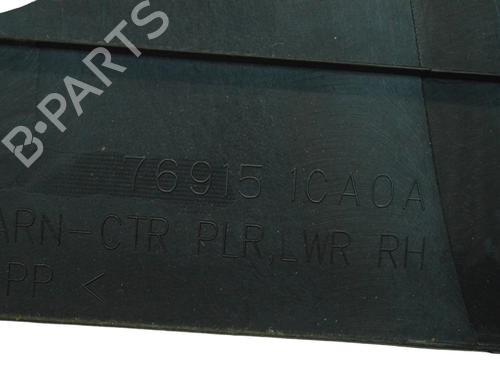 B-PARTS
76915 1CA0A
ARN-CTR PLR,LWR RH
PP <